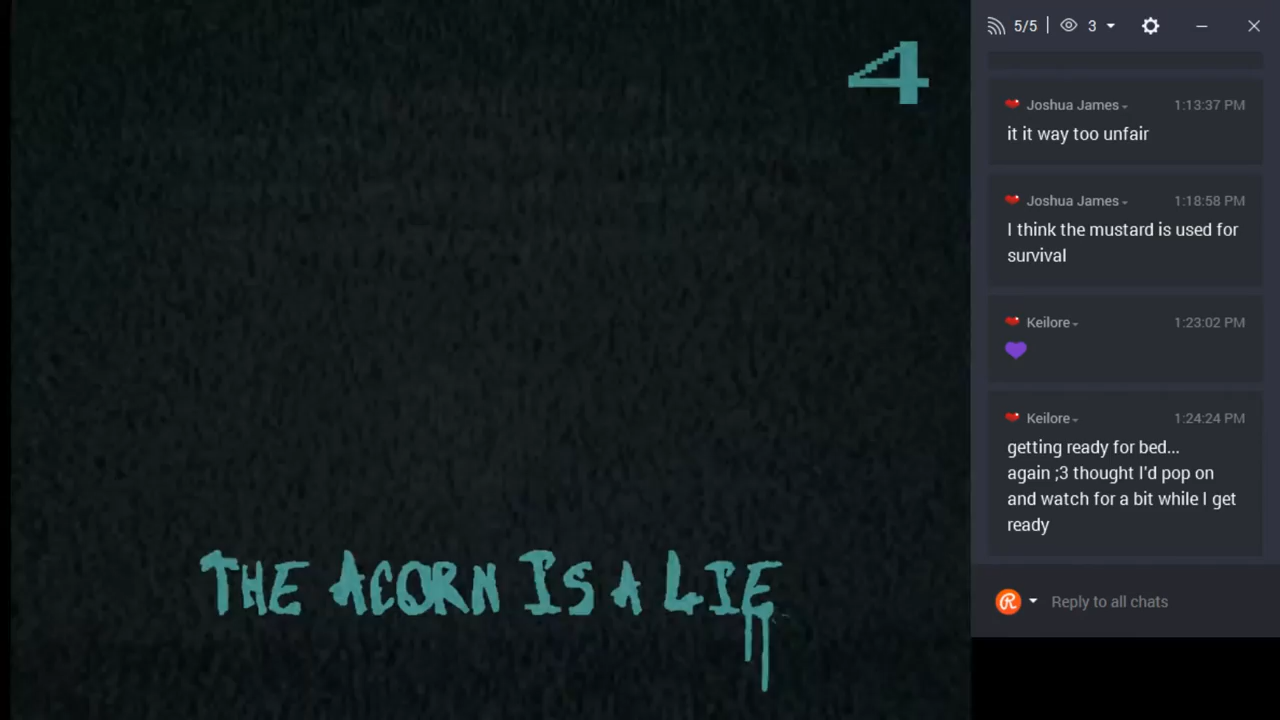 4
THE ACORN IS A LIE
5/5
3
Joshua James
1:13:37 PM
it it way too unfair
Joshua James
1:18:58 PM
I think the mustard is used for
survival
Keilore
1:23:02 PM
Keilore
1:24:24 PM
getting ready for bed...
again ;3 thought I'd pop on
and watch for a bit while I get
ready
Reply to all chats